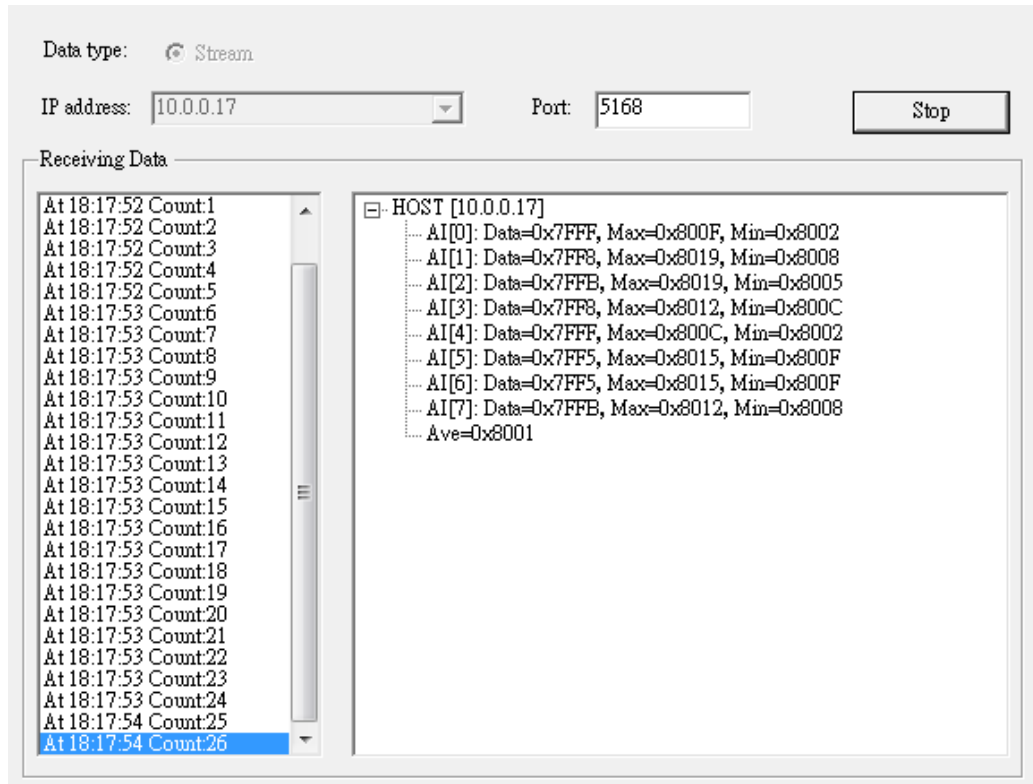 Data type: Stream
IP address: 10.0.0.17 Port: 5168 Stop
Receiving Data
At 18:17:52 Count:1
At 18:17:52 Count:2
At 18:17:52 Count:3
At 18:17:52 Count:4
At 18:17:52 Count:5
At 18:17:53 Count:6
At 18:17:53 Count:7
At 18:17:53 Count:8
At 18:17:53 Count:9
At 18:17:53 Count:10
At 18:17:53 Count:11
At 18:17:53 Count:12
At 18:17:53 Count:13
At 18:17:53 Count:14
At 18:17:53 Count:15
At 18:17:53 Count:16
At 18:17:53 Count:17
At 18:17:53 Count:18
At 18:17:53 Count:19
At 18:17:53 Count:20
At 18:17:53 Count:21
At 18:17:53 Count:22
At 18:17:53 Count:23
At 18:17:53 Count:24
At 18:17:54 Count:25
At 18:17:54 Count:26
HOST [10.0.0.17]
AI[0]: Data=0x7FFF, Max=0x800F, Min=0x8002
AI[1]: Data=0x7FF8, Max=0x8019, Min=0x8008
AI[2]: Data=0x7FFB, Max=0x8019, Min=0x8005
AI[3]: Data=0x7FF8, Max=0x8012, Min=0x800C
AI[4]: Data=0x7FFF, Max=0x800C, Min=0x8002
AI[5]: Data=0x7FF5, Max=0x8015, Min=0x800F
AI[6]: Data=0x7FF5, Max=0x8015, Min=0x800F
AI[7]: Data=0x7FFB, Max=0x8012, Min=0x8008
Ave=0x8001